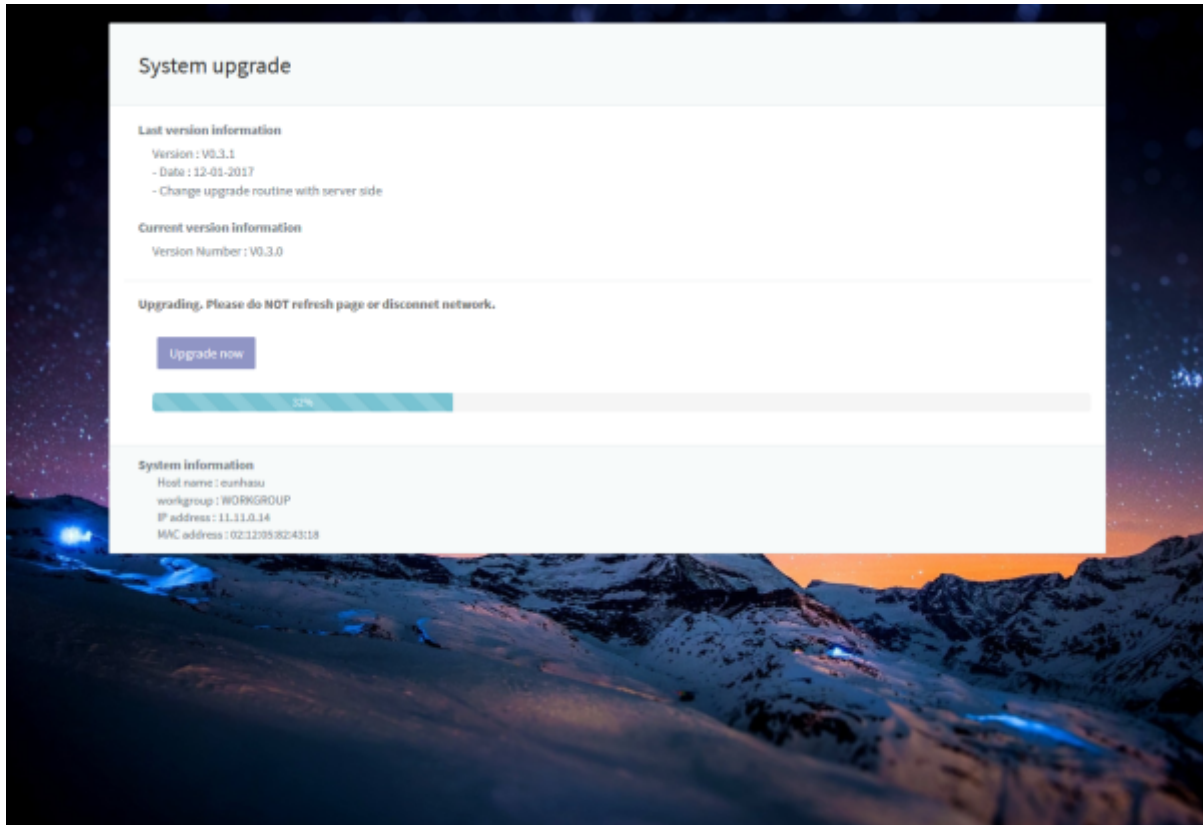 System upgrade
Last version information
Version : V0.3.1
- Date : 12-01-2017
- Change upgrade routine with server side
Current version information
Version Number : V0.3.0
Upgrading. Please do NOT refresh page or disconnet network.
Upgrade now
32%
System information
Host name : eunhasu
workgroup : WORKGROUP
IP address : 11.11.0.14
MAC address : 02:12:05:82:43:18